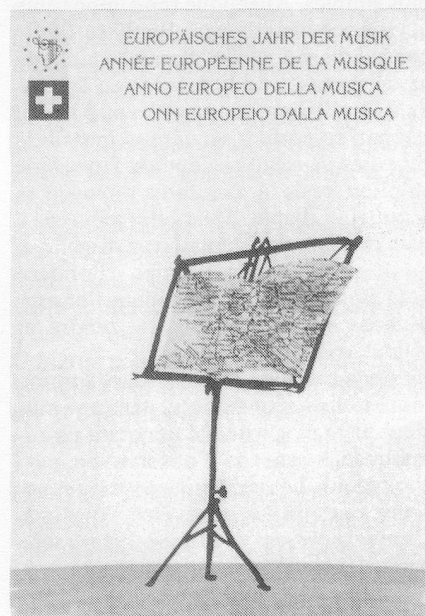 EUROPÄISCHES JAHR DER MUSIK
ANNÉE EUROPÉENNE DE LA MUSIQUE
ANNO EUROPEO DELLA MUSICA
ONN EUROPEIO DALLA MUSICA